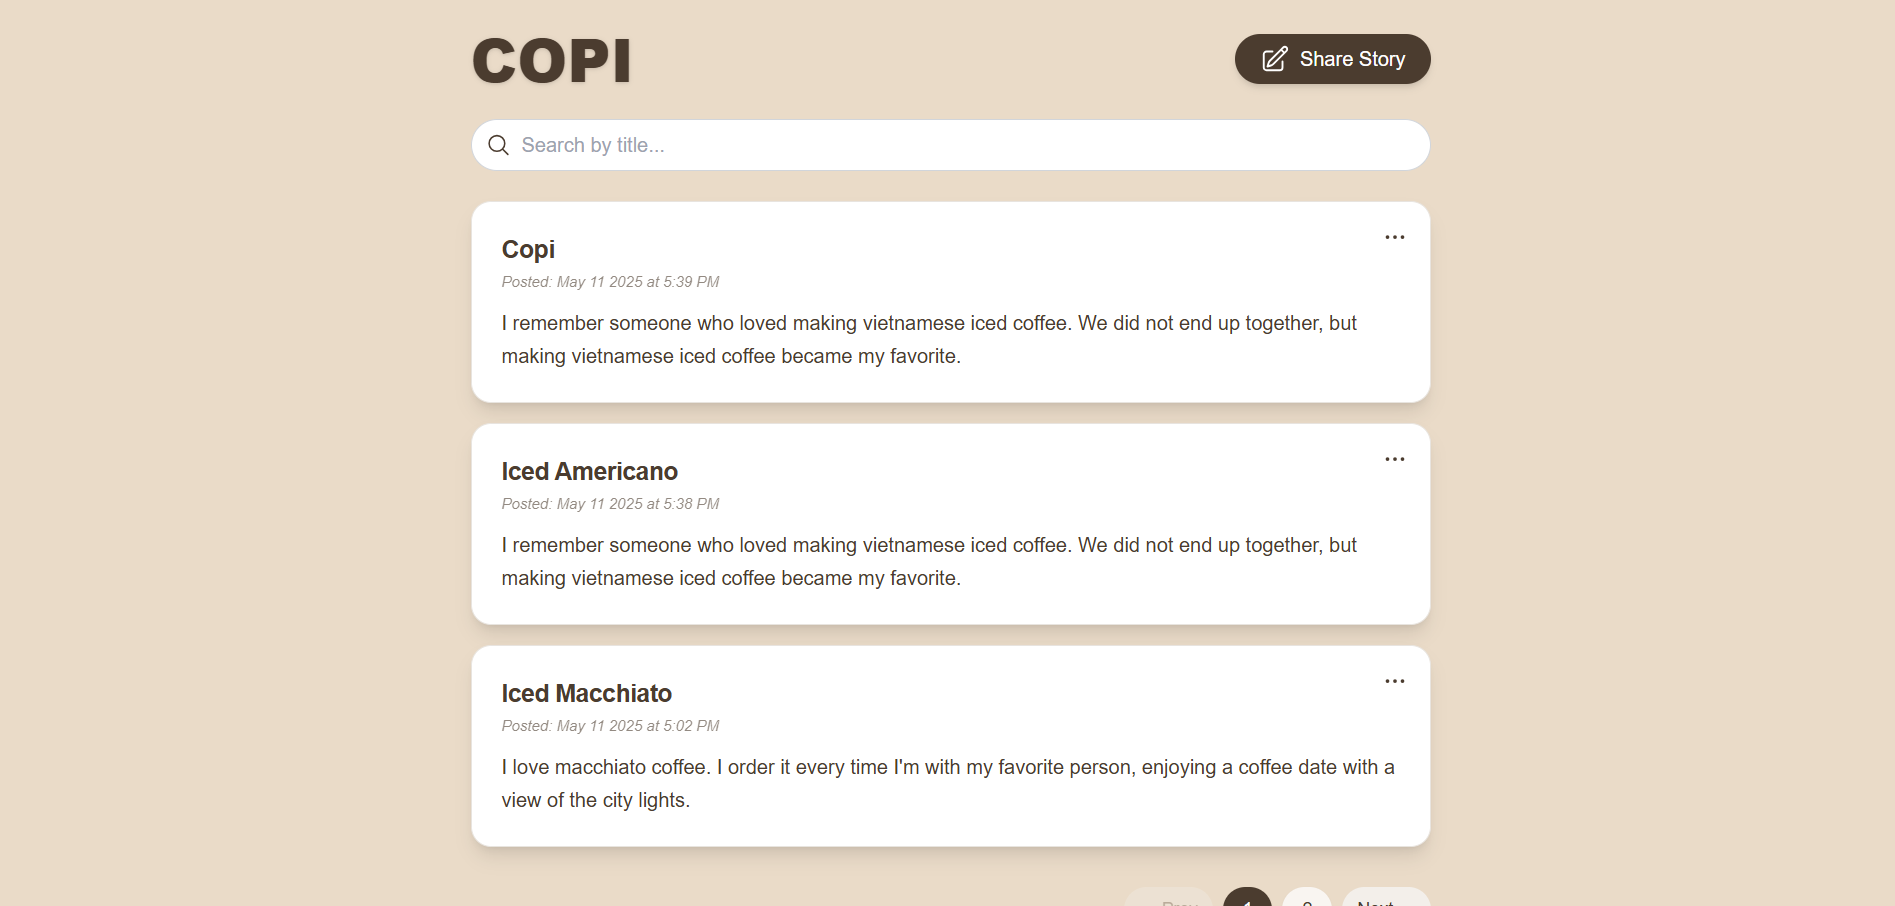 COPI
Share Story
Search by title...
Copi
Posted: May 11 2025 at 5:39 PM
I remember someone who loved making vietnamese iced coffee. We did not end up together, but
making vietnamese iced coffee became my favorite.
Iced Americano
Posted: May 11 2025 at 5:38 PM
I remember someone who loved making vietnamese iced coffee. We did not end up together, but
making vietnamese iced coffee became my favorite.
Iced Macchiato
Posted: May 11 2025 at 5:02 PM
I love macchiato coffee. I order it every time I'm with my favorite person, enjoying a coffee date with a
view of the city lights.
Prev 1 2 Next